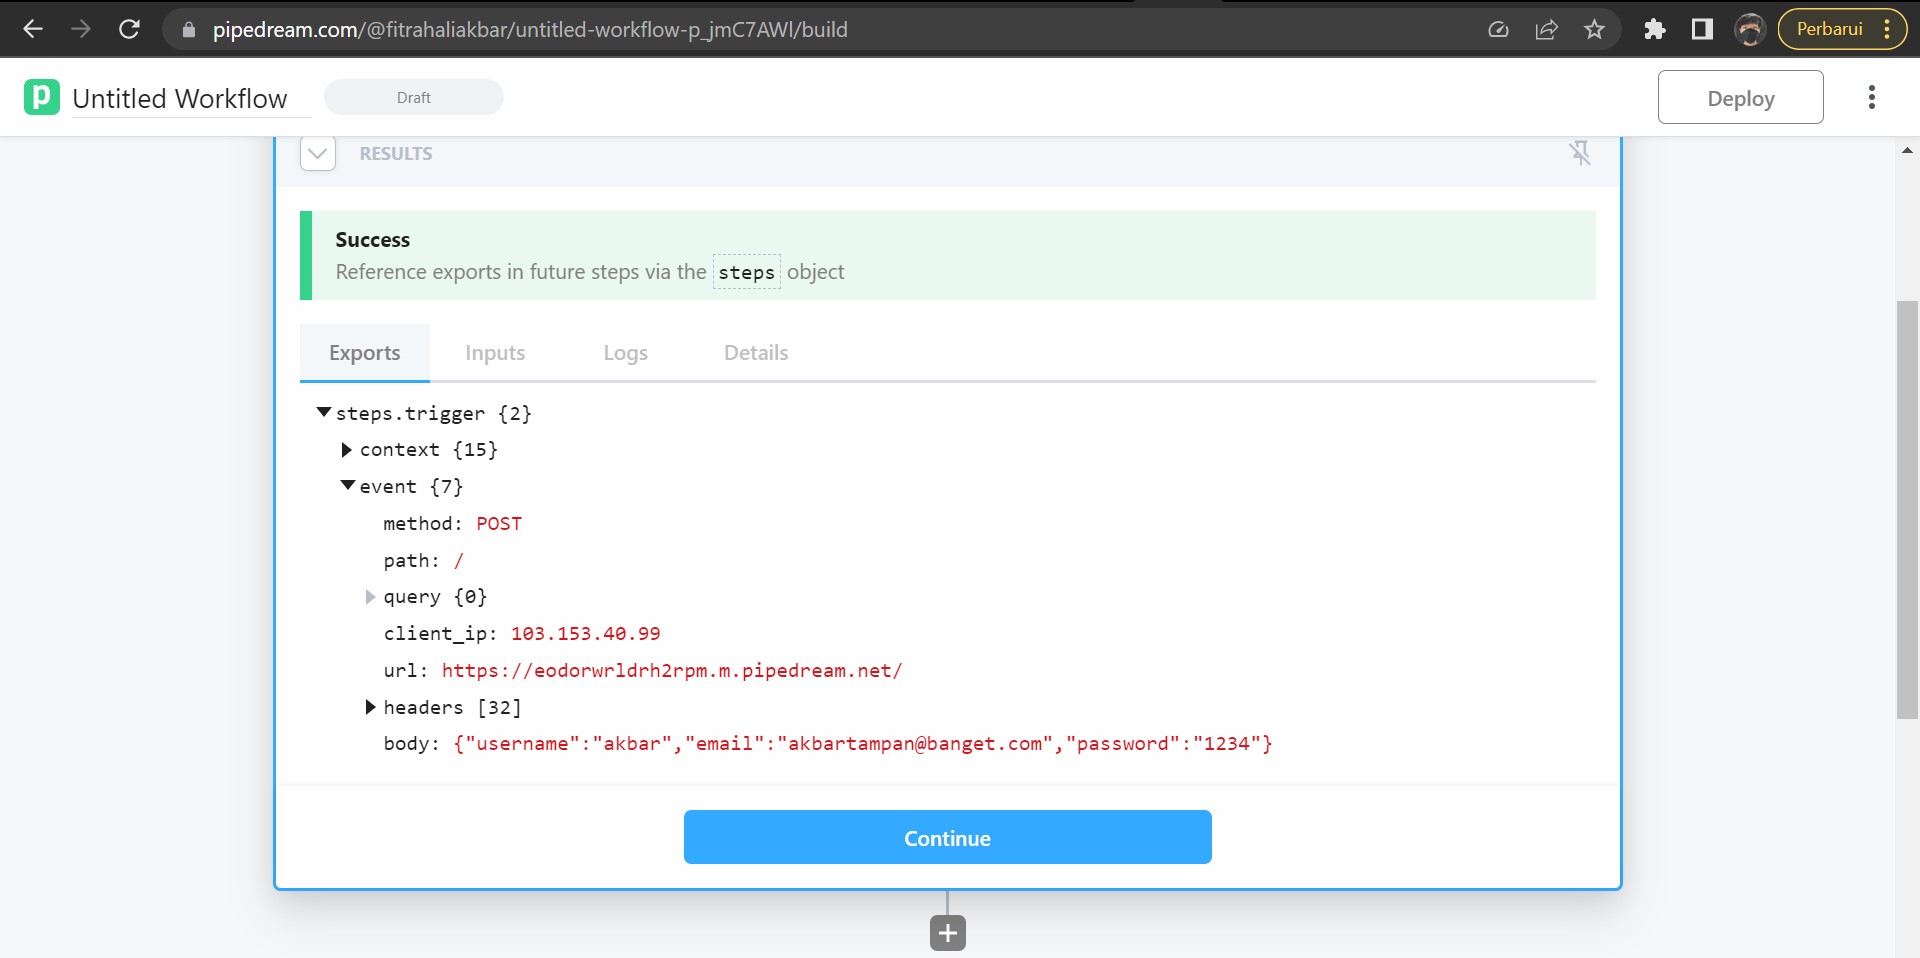 pipedream.com/@fitrahaliakbar/untitled-workflow-p_jmC7AWl/build
Perbarui
p Untitled Workflow
Draft
Deploy
RESULTS
Success
Reference exports in future steps via the steps object
Exports Inputs Logs Details
steps.trigger {2}
context {15}
event {7}
method: POST
path: /
query {0}
client_ip: 103.153.40.99
url: https://eodorwrldrh2rpm.m.pipedream.net/
headers [32]
body: {"username":"akbar","email":"akbartampan@banget.com","password":"1234"}
Continue